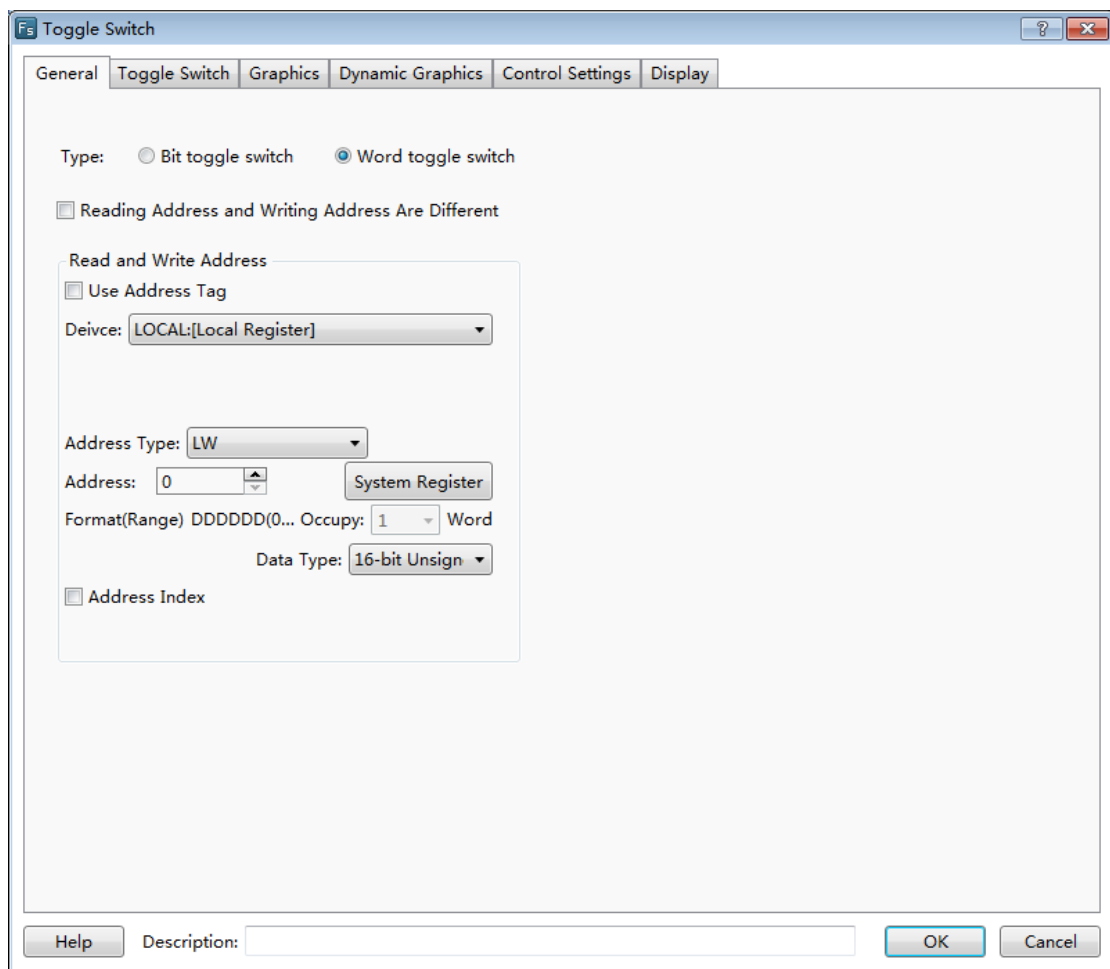 Fs Toggle Switch
General Toggle Switch Graphics Dynamic Graphics Control Settings Display
Type: Bit toggle switch Word toggle switch
Reading Address and Writing Address Are Different
Read and Write Address
Use Address Tag
Deivce: LOCAL:[Local Register]
Address Type: LW
Address: 0 System Register
Format(Range) DDDDDD(0... Occupy: 1 Word
Data Type: 16-bit Unsign
Address Index
Help Description: OK Cancel